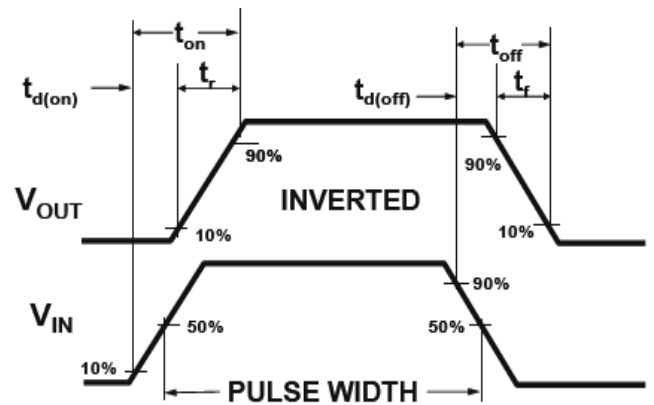 t_on t_off
t_r t_f
t_d(on) t_d(off)
90% 90%
V_OUT INVERTED
10% 10%
90%
V_IN 50% 50%
10%
PULSE WIDTH